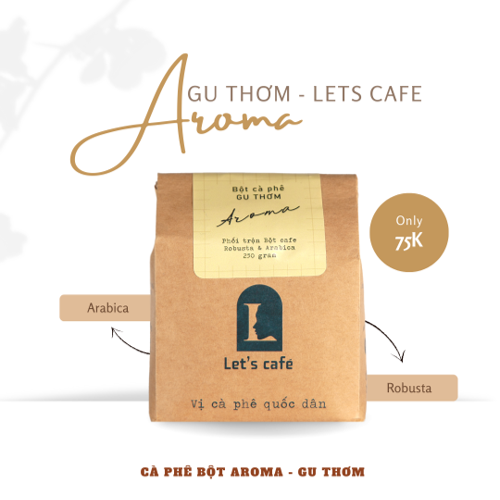 GU THƠM - LETS CAFE
Aroma
Bột cà phê
GU THƠM
Aroma
Phối trộn bột cafe
Robusta & Arabica
250 gram
Only
75K
Arabica
L
Let's café
Robusta
Vị cà phê quốc dân
CÀ PHÊ BỘT AROMA - GU THƠM